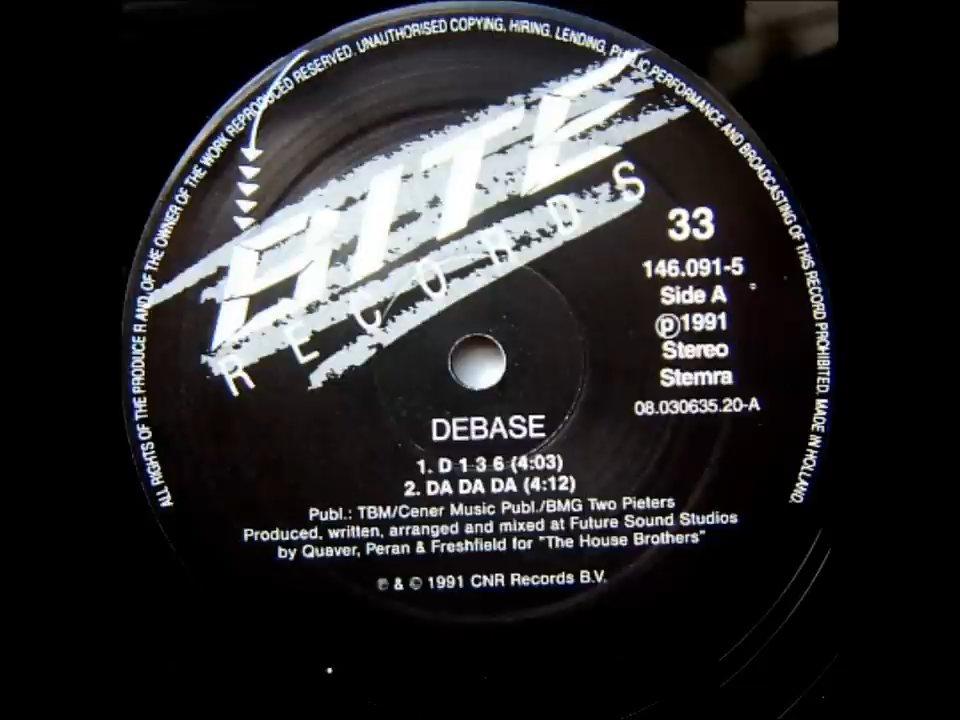 ALL RIGHTS OF THE PRODUCE R AND OF THE OWNER OF THE WORK REPRODUCED RESERVED. UNAUTHORISED COPYING, HIRING, LENDING, PUBLIC PERFORMANCE AND BROADCASTING OF THIS RECORD PROHIBITED. MADE IN HOLLAND.
BITE
RECORDS
33
146.091-5
Side A
℗1991
Stereo
Stemra
08.030635.20-A
DEBASE
1. D 1 3 6 (4:03)
2. DA DA DA (4:12)
Publ.: TBM/Cener Music Publ./BMG Two Pieters
Produced, written, arranged and mixed at Future Sound Studios
by Quaver, Peran & Freshfield for "The House Brothers"
℗ & © 1991 CNR Records B.V.